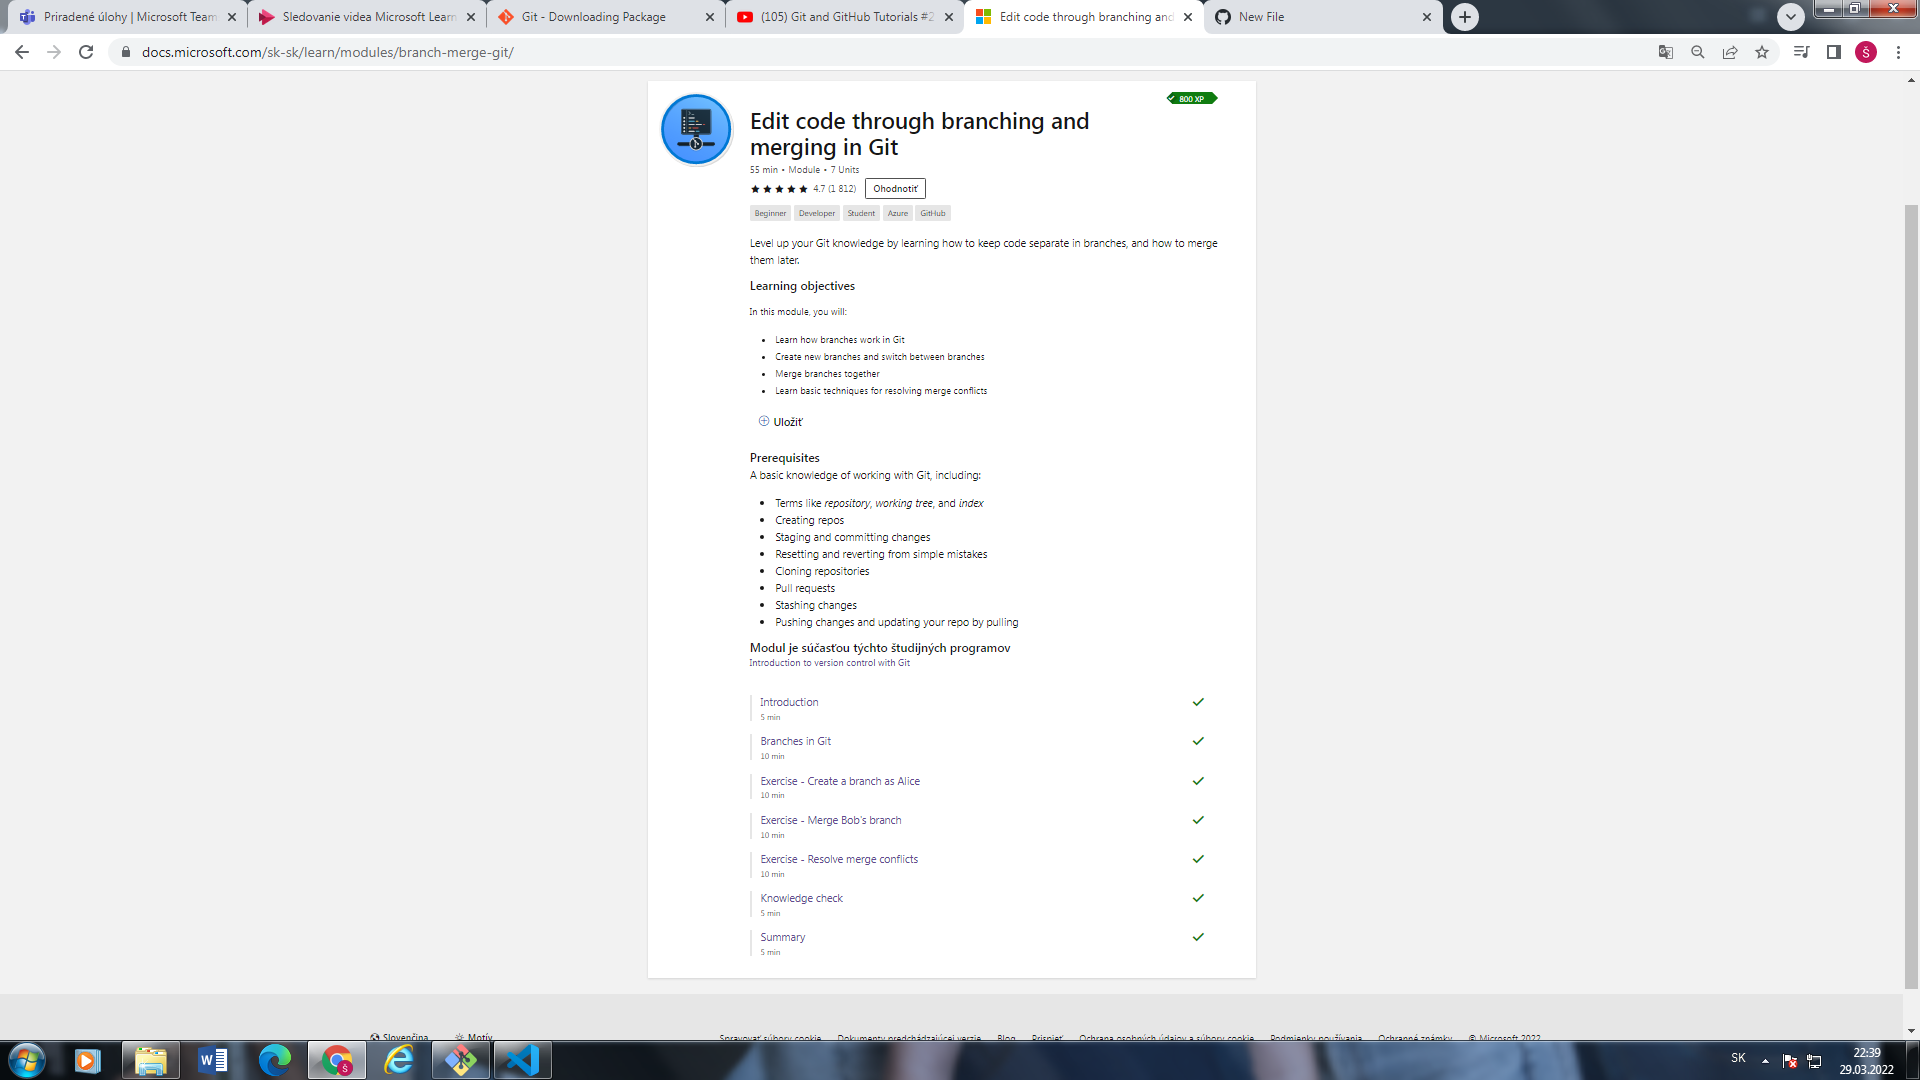 Priradené úlohy | Microsoft Team
Sledovanie videa Microsoft Learn
Git - Downloading Package
(105) Git and GitHub Tutorials #2
Edit code through branching and
New File
docs.microsoft.com/sk-sk/learn/modules/branch-merge-git/
Š
800 XP
Edit code through branching and
merging in Git
55 min • Module • 7 Units
4.7 (1 812)
Ohodnotiť
Beginner
Developer
Student
Azure
GitHub
Level up your Git knowledge by learning how to keep code separate in branches, and how to merge
them later.
Learning objectives
In this module, you will:
• Learn how branches work in Git
• Create new branches and switch between branches
• Merge branches together
• Learn basic techniques for resolving merge conflicts
Uložiť
Prerequisites
A basic knowledge of working with Git, including:
• Terms like repository, working tree, and index
• Creating repos
• Staging and committing changes
• Resetting and reverting from simple mistakes
• Cloning repositories
• Pull requests
• Stashing changes
• Pushing changes and updating your repo by pulling
Modul je súčasťou týchto študijných programov
Introduction to version control with Git
Introduction
5 min
Branches in Git
10 min
Exercise - Create a branch as Alice
10 min
Exercise - Merge Bob's branch
10 min
Exercise - Resolve merge conflicts
10 min
Knowledge check
5 min
Summary
5 min
Slovenčina
Motív
Spravovať súbory cookie
Dokumenty predchádzajúcej verzie
Blog
Prispieť
Ochrana osobných údajov a súbory cookie
Podmienky používania
Ochranné známky
© Microsoft 2022
SK
22:39
29.03.2022